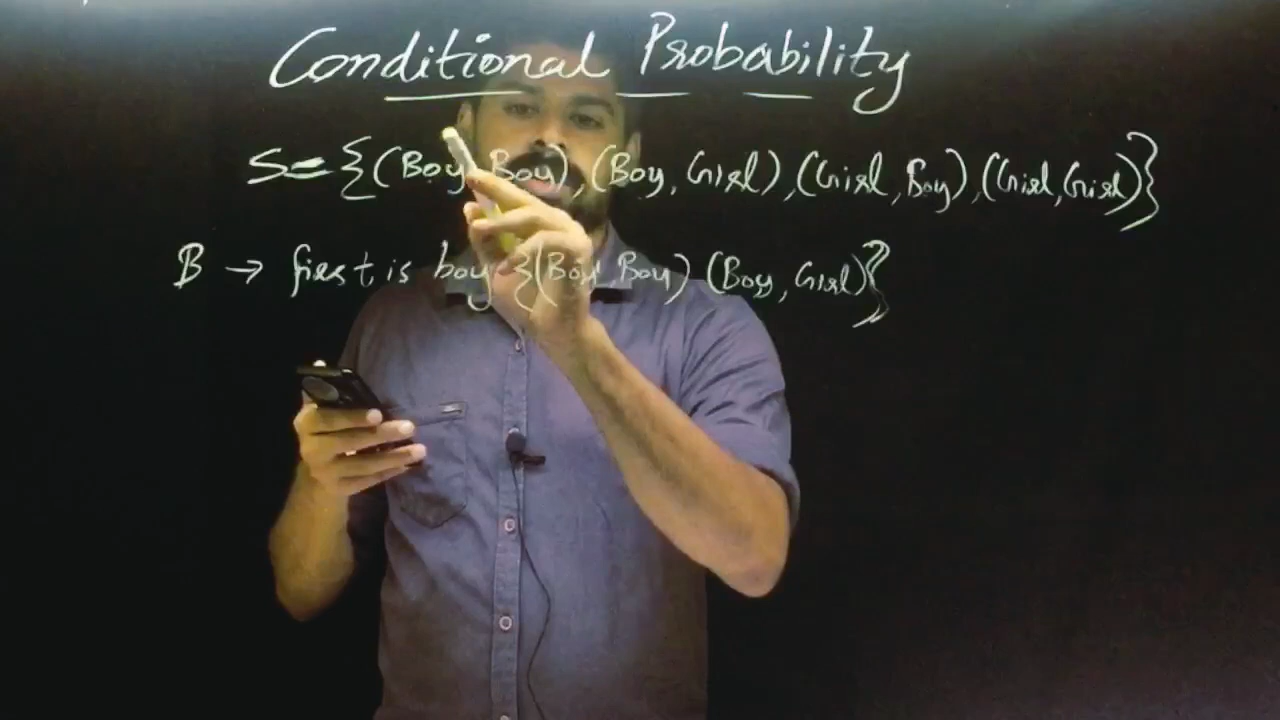 Conditional Probability
S = {(Boy, Boy), (Boy, Girl), (Girl, Boy), (Girl, Girl)}
B → first is boy {(Boy, Boy) (Boy, Girl)}